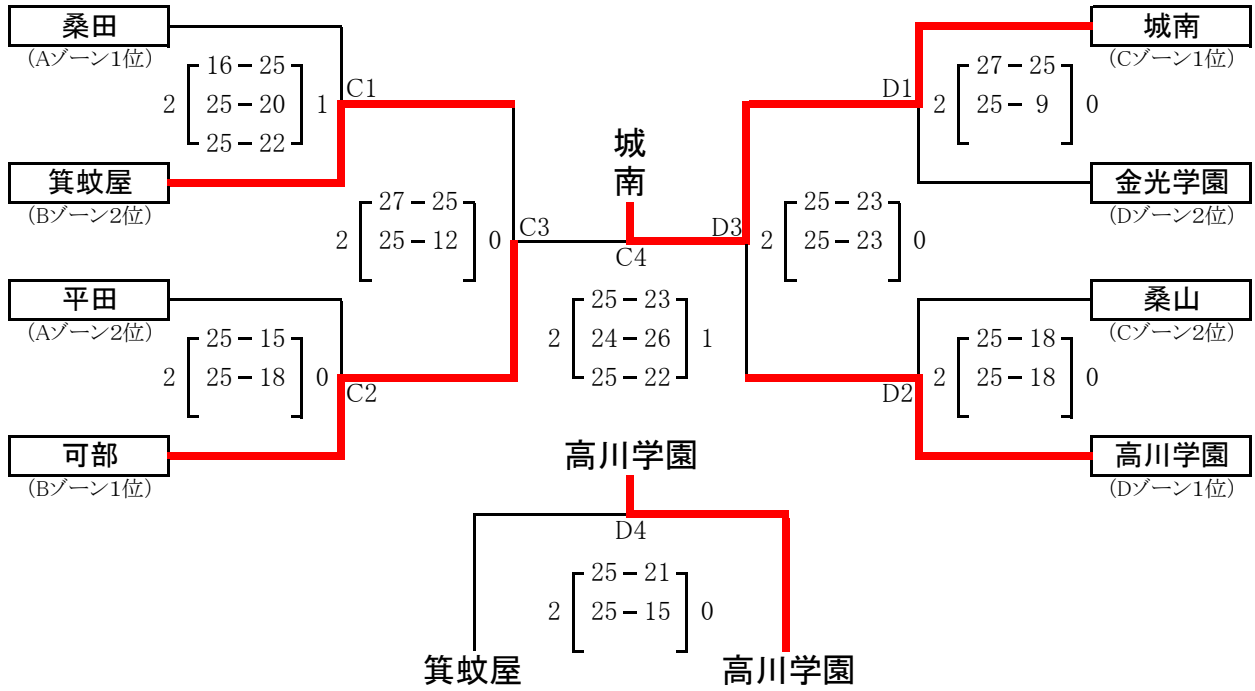 桑田
(Aゾーン1位)
2 16－25 1
25－20
25－22
C1
箕蚊屋
(Bゾーン2位)
2 27－25 0
25－12
C3
平田
(Aゾーン2位)
2 25－15 0
25－18
C2
可部
(Bゾーン1位)
城南
C4
2 25－23 1
24－26
25－22
城南
(Cゾーン1位)
D1
2 27－25 0
25－ 9
金光学園
(Dゾーン2位)
D3
2 25－23 0
25－23
桑山
(Cゾーン2位)
2 25－18 0
25－18
D2
高川学園
(Dゾーン1位)
高川学園
D4
2 25－21 0
25－15
箕蚊屋 高川学園